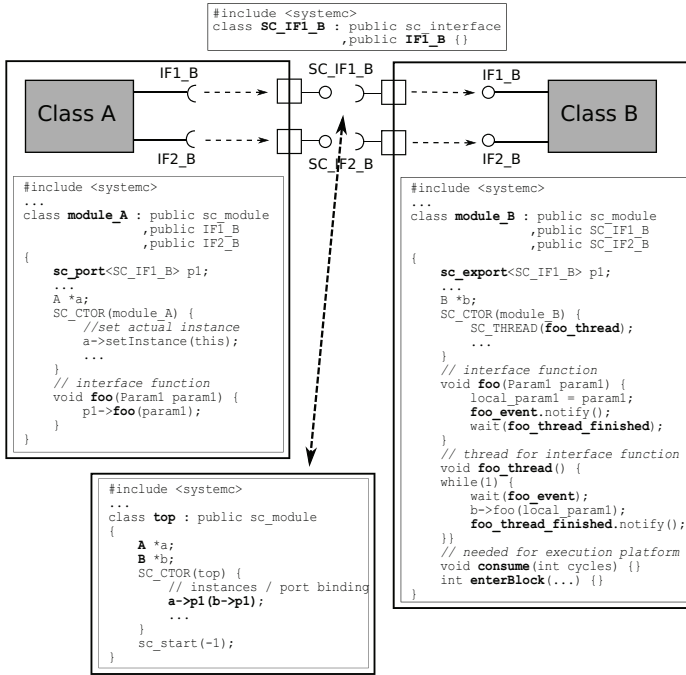 #include <systemc>
class SC_IF1_B : public sc_interface
,public IF1_B {}
IF1_B
SC_IF1_B
IF1_B
Class A
Class B
IF2_B
SC_IF2_B
IF2_B
#include <systemc>
...
class module_A : public sc_module
,public IF1_B
,public IF2_B
{
sc_port<SC_IF1_B> p1;
...
A *a;
SC_CTOR(module_A) {
//set actual instance
a->setInstance(this);
...
}
// interface function
void foo(Param1 param1) {
p1->foo(param1);
}
}
#include <systemc>
...
class module_B : public sc_module
,public SC_IF1_B
,public SC_IF2_B
{
sc_export<SC_IF1_B> p1;
...
B *b;
SC_CTOR(module_B) {
SC_THREAD(foo_thread);
...
}
// interface function
void foo(Param1 param1) {
local_param1 = param1;
foo_event.notify();
wait(foo_thread_finished);
}
// thread for interface function
void foo_thread() {
while(1) {
wait(foo_event);
b->foo(local_param1);
foo_thread_finished.notify();
}}
// needed for execution platform
void consume(int cycles) {}
int enterBlock(...) {}
}
#include <systemc>
...
class top : public sc_module
{
A *a;
B *b;
SC_CTOR(top) {
// instances / port binding
a->p1(b->p1);
...
}
sc_start(-1);
}